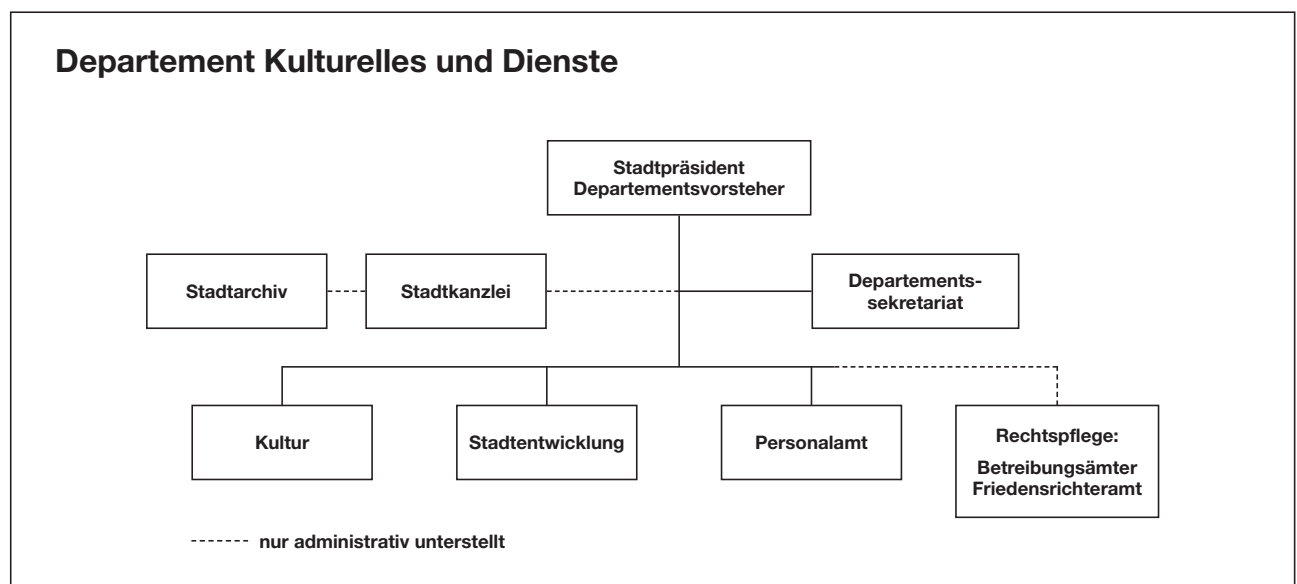 Departement Kulturelles und Dienste
Stadtpräsident
Departementsvorsteher
Stadtarchiv
Stadtkanzlei
Departements-
sekretariat
Kultur
Stadtentwicklung
Personalamt
Rechtspflege:
Betreibungsämter
Friedensrichteramt
nur administrativ unterstellt